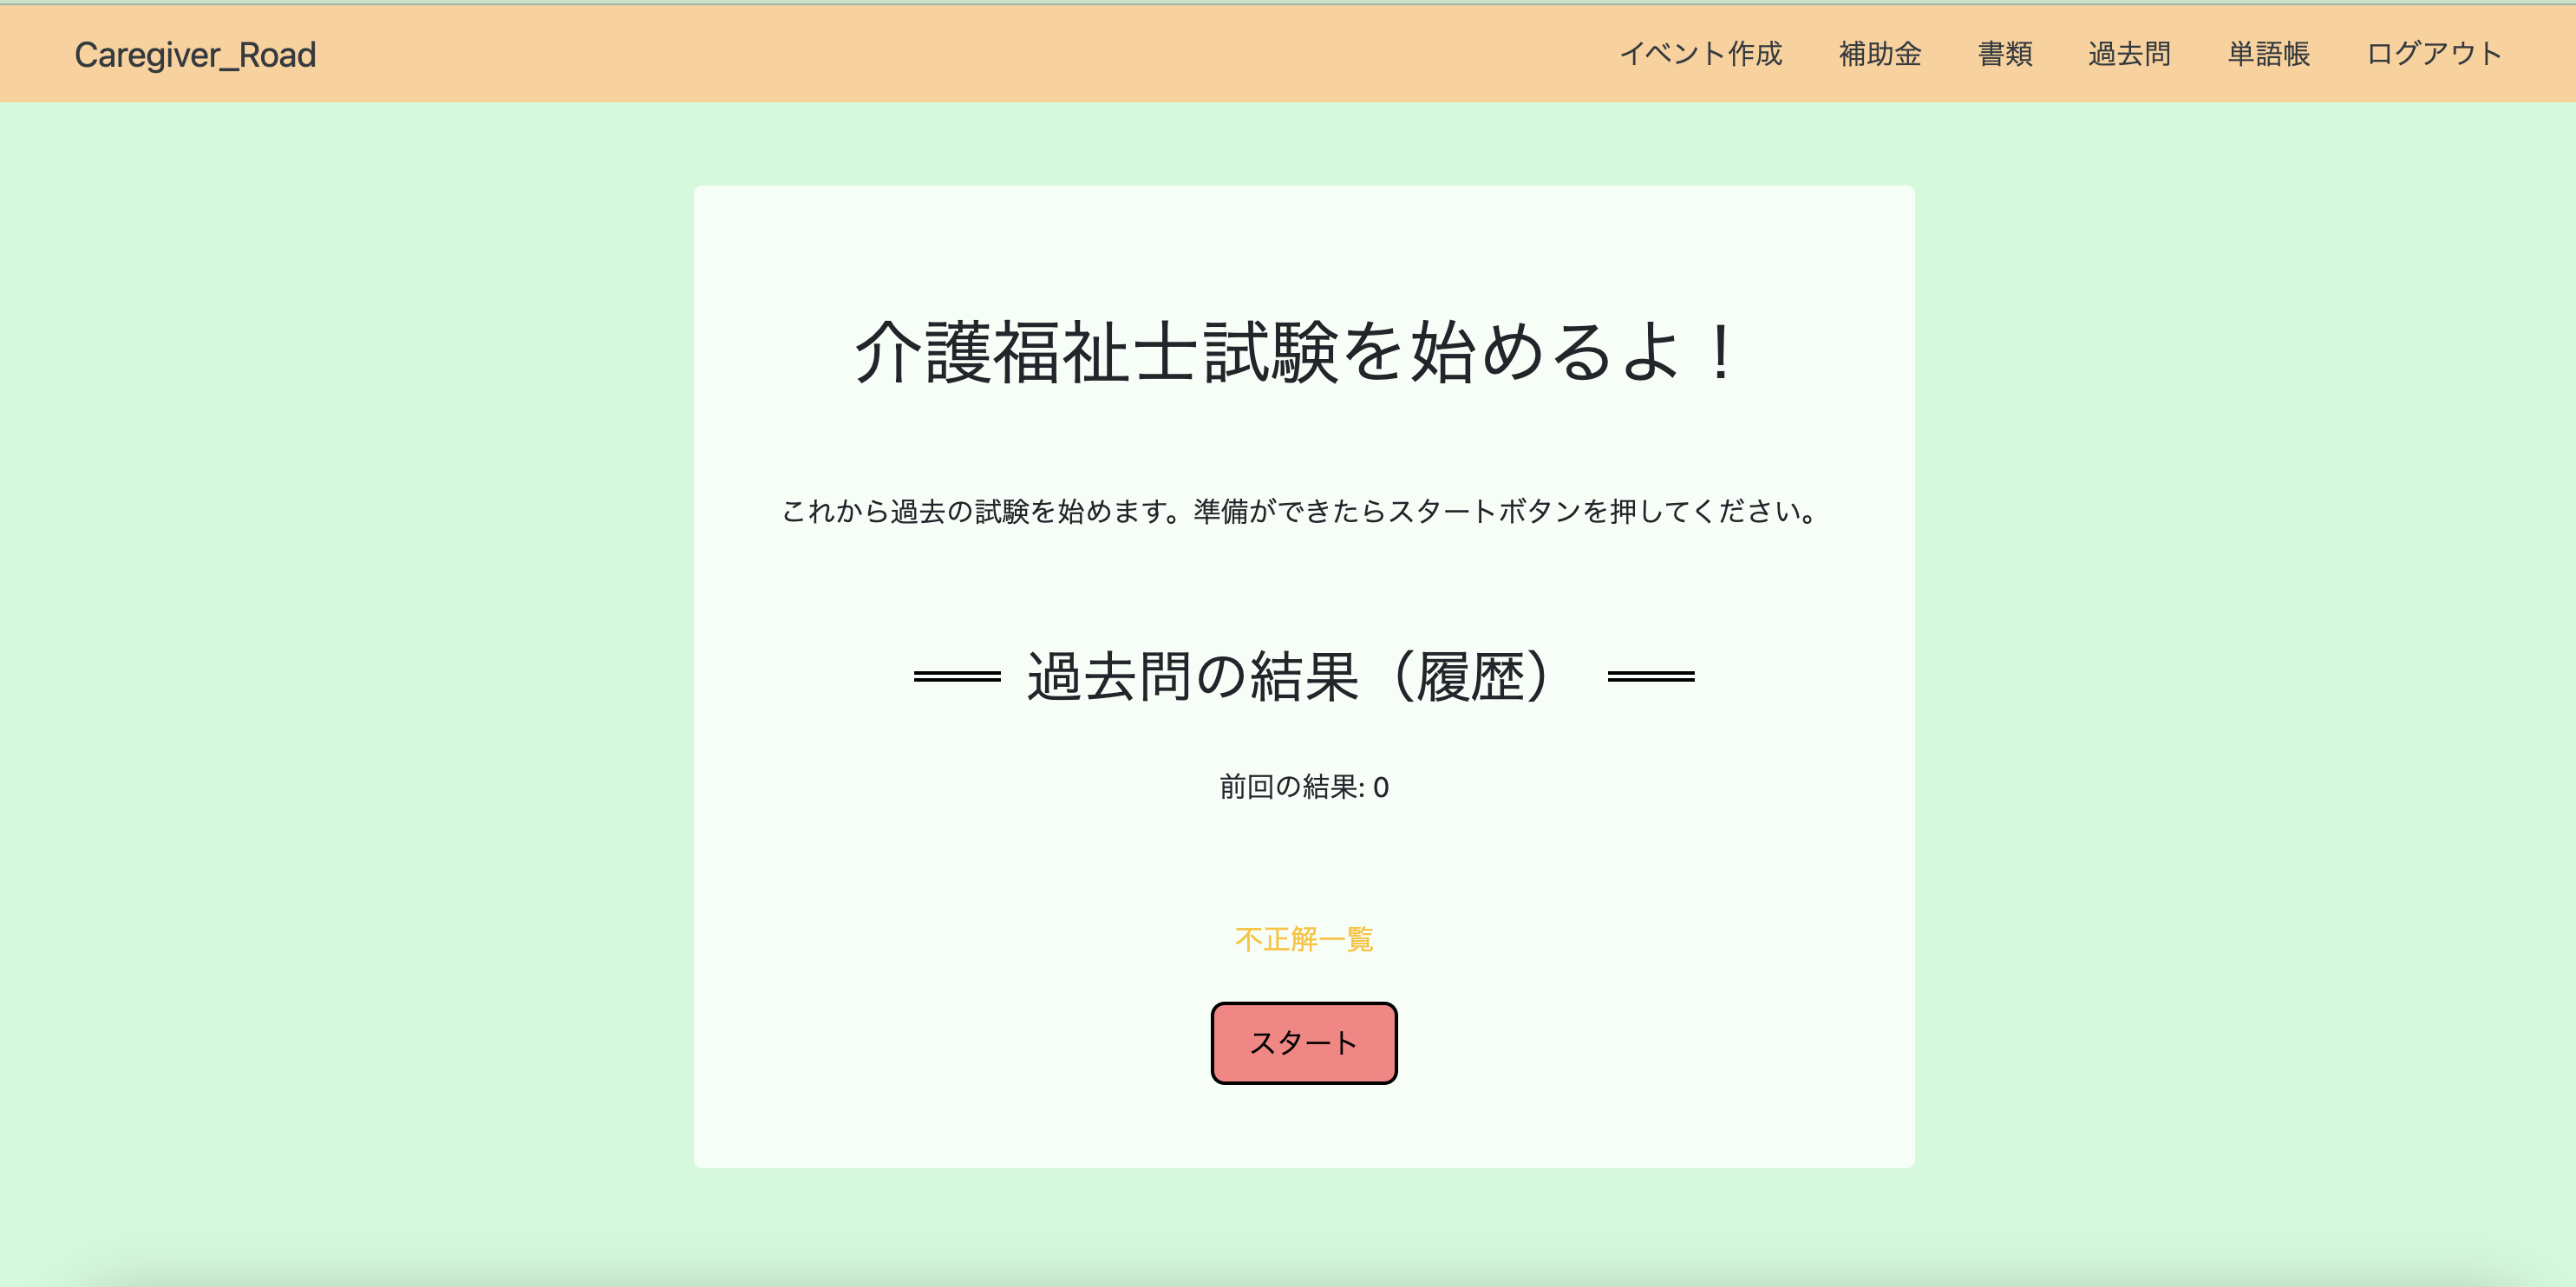 Caregiver_Road
イベント作成 補助金 書類 過去問 単語帳 ログアウト
介護福祉士試験を始めるよ！
これから過去の試験を始めます。準備ができたらスタートボタンを押してください。
過去問の結果（履歴）
前回の結果: 0
不正解一覧
スタート